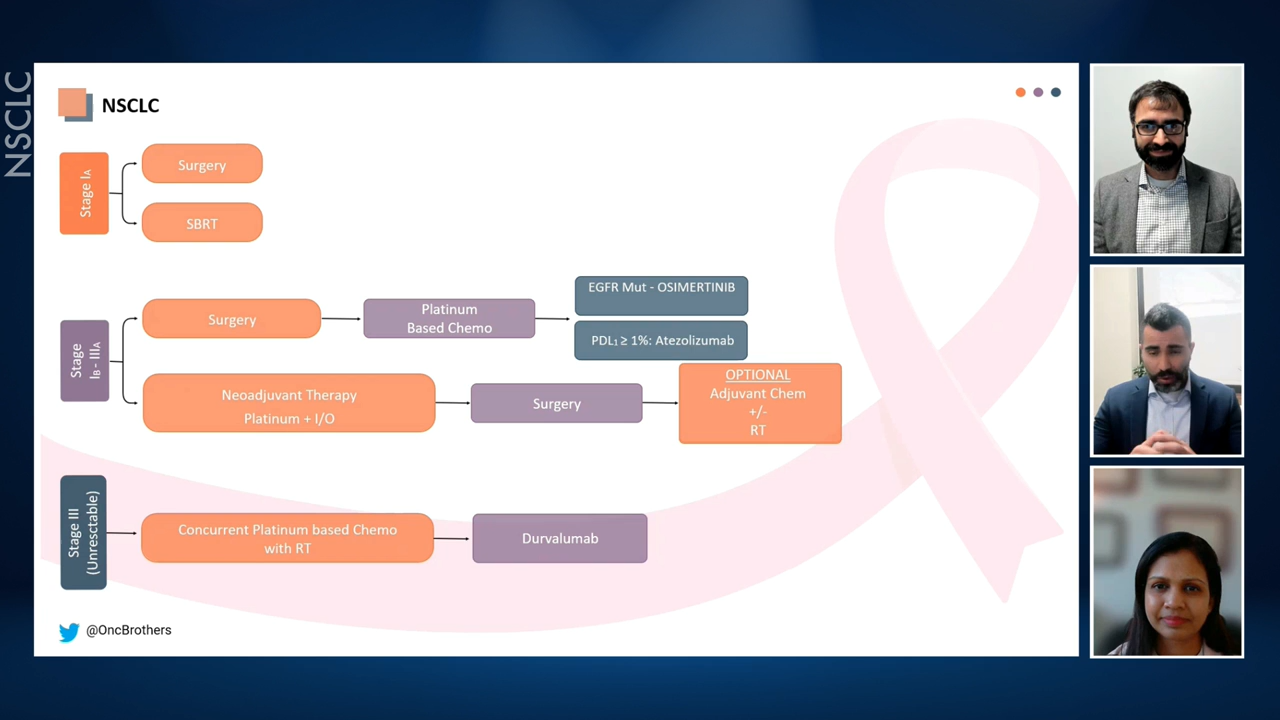 NSCLC
NSCLC
Stage IA
Surgery
SBRT
Stage
IB - IIIA
Surgery
Platinum
Based Chemo
EGFR Mut - OSIMERTINIB
PDL1 ≥ 1%: Atezolizumab
Neoadjuvant Therapy
Platinum + I/O
Surgery
OPTIONAL
Adjuvant Chem
+/-
RT
Stage III
(Unresctable)
Concurrent Platinum based Chemo
with RT
Durvalumab
@OncBrothers